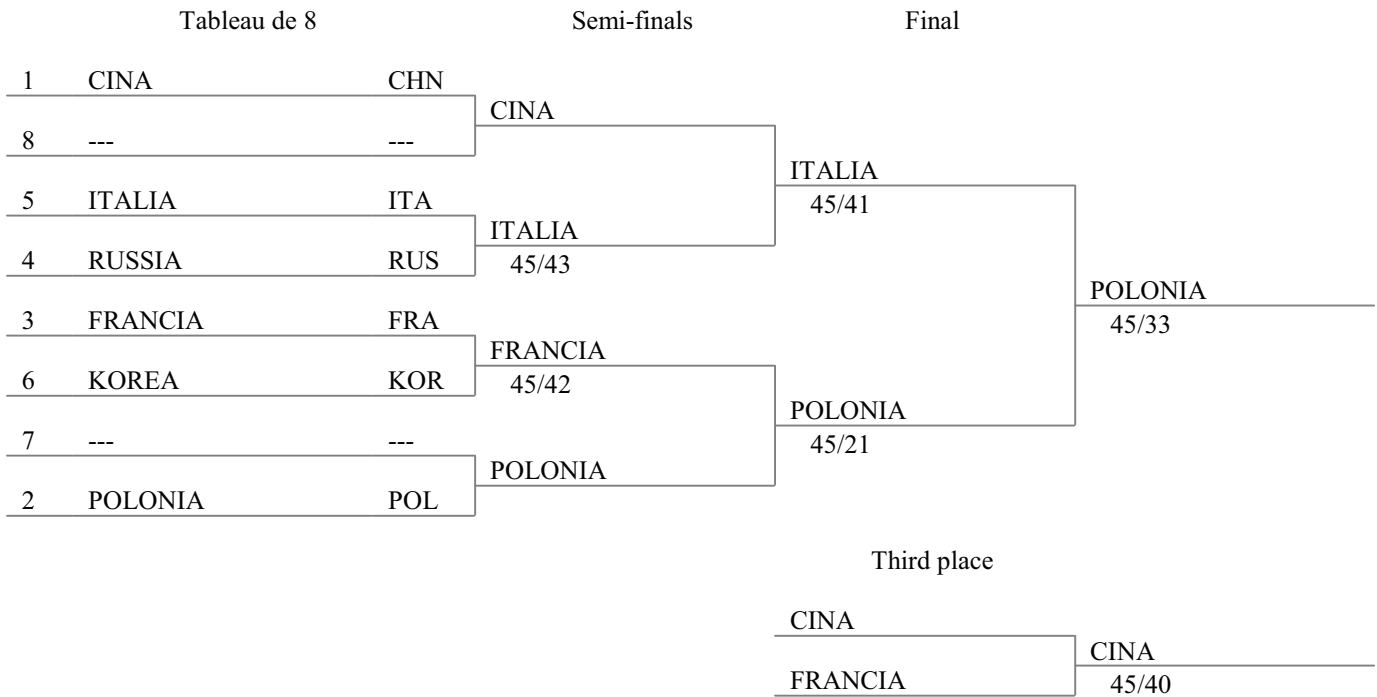 Tableau de 8 Semi-finals Final
1 CINA CHN
CINA
8 --- ---
ITALIA
5 ITALIA ITA
45/41
ITALIA
4 RUSSIA RUS
45/43
POLONIA
3 FRANCIA FRA
45/33
FRANCIA
6 KOREA KOR
45/42
POLONIA
7 --- ---
45/21
POLONIA
2 POLONIA POL
Third place
CINA
CINA
FRANCIA
45/40